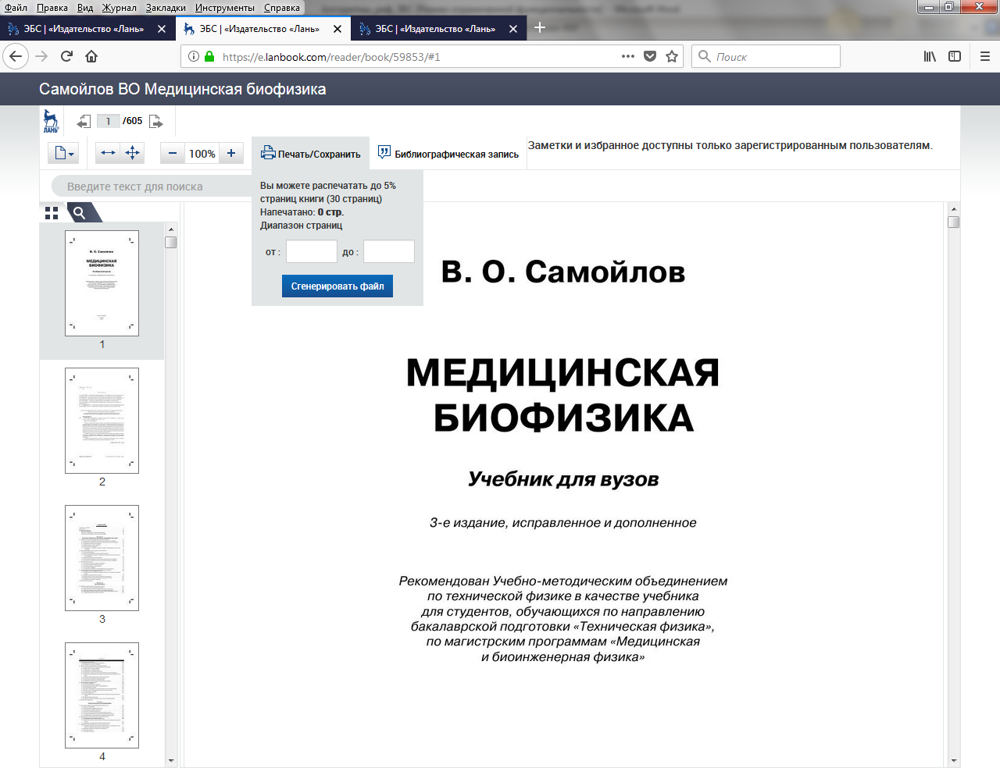 Файл Правка Вид Журнал Закладки Инструменты Справка
ЭБС | «Издательство «Лань»
ЭБС | «Издательство «Лань»
ЭБС | «Издательство «Лань»
https://e.lanbook.com/reader/book/59853/#1
Поиск
Самойлов ВО Медицинская биофизика
ЛАНЬ
1 /605
100%
Печать/Сохранить
Библиографическая запись
Заметки и избранное доступны только зарегистрированным пользователям.
Введите текст для поиска
Вы можете распечатать до 5%
страниц книги (30 страниц)
Напечатано: 0 стр.
Диапазон страниц
от : до :
Сгенерировать файл
В. О. Самойлов
МЕДИЦИНСКАЯ
БИОФИЗИКА
1
2
3
4
В. О. Самойлов
МЕДИЦИНСКАЯ
БИОФИЗИКА
Учебник для вузов
3-е издание, исправленное и дополненное
Рекомендован Учебно-методическим объединением
по технической физике в качестве учебника
для студентов, обучающихся по направлению
бакалаврской подготовки «Техническая физика»,
по магистрским программам «Медицинская
и биоинженерная физика»